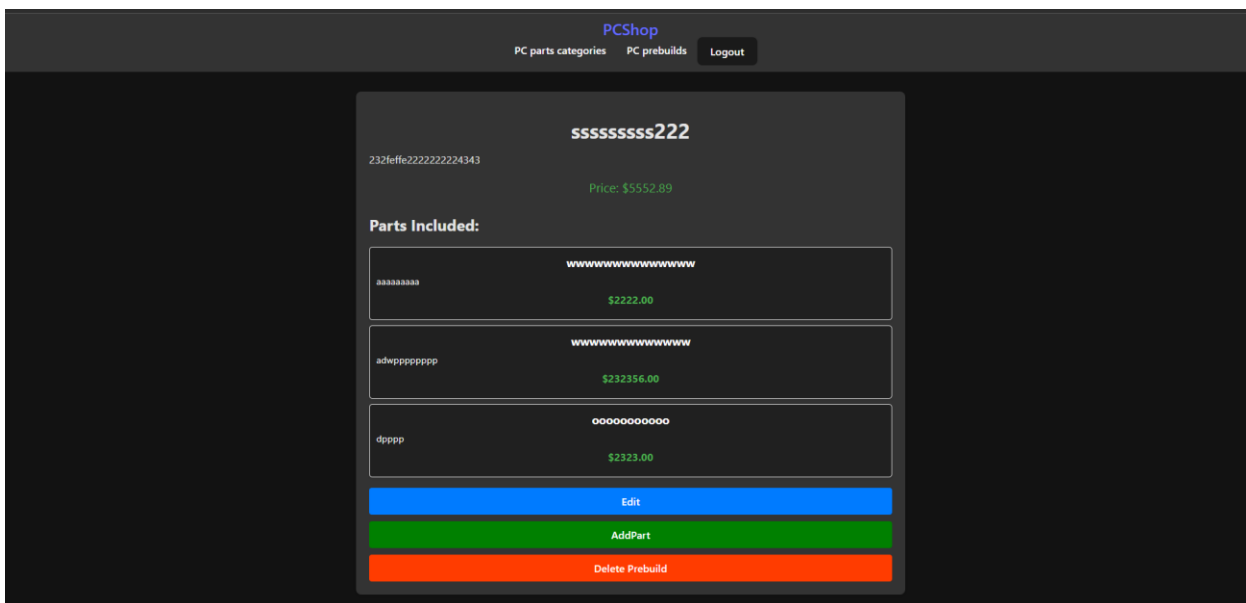 PCShop
PC parts categories PC prebuilds Logout
sssssssss222
232feffe2222222224343
Price: $5552.89
Parts Included:
wwwwwwwwwwwwww
aaaaaaaaa
$2222.00
wwwwwwwwwwwww
adwpppppppp
$232356.00
ooooooooooo
dpppp
$2323.00
Edit
AddPart
Delete Prebuild